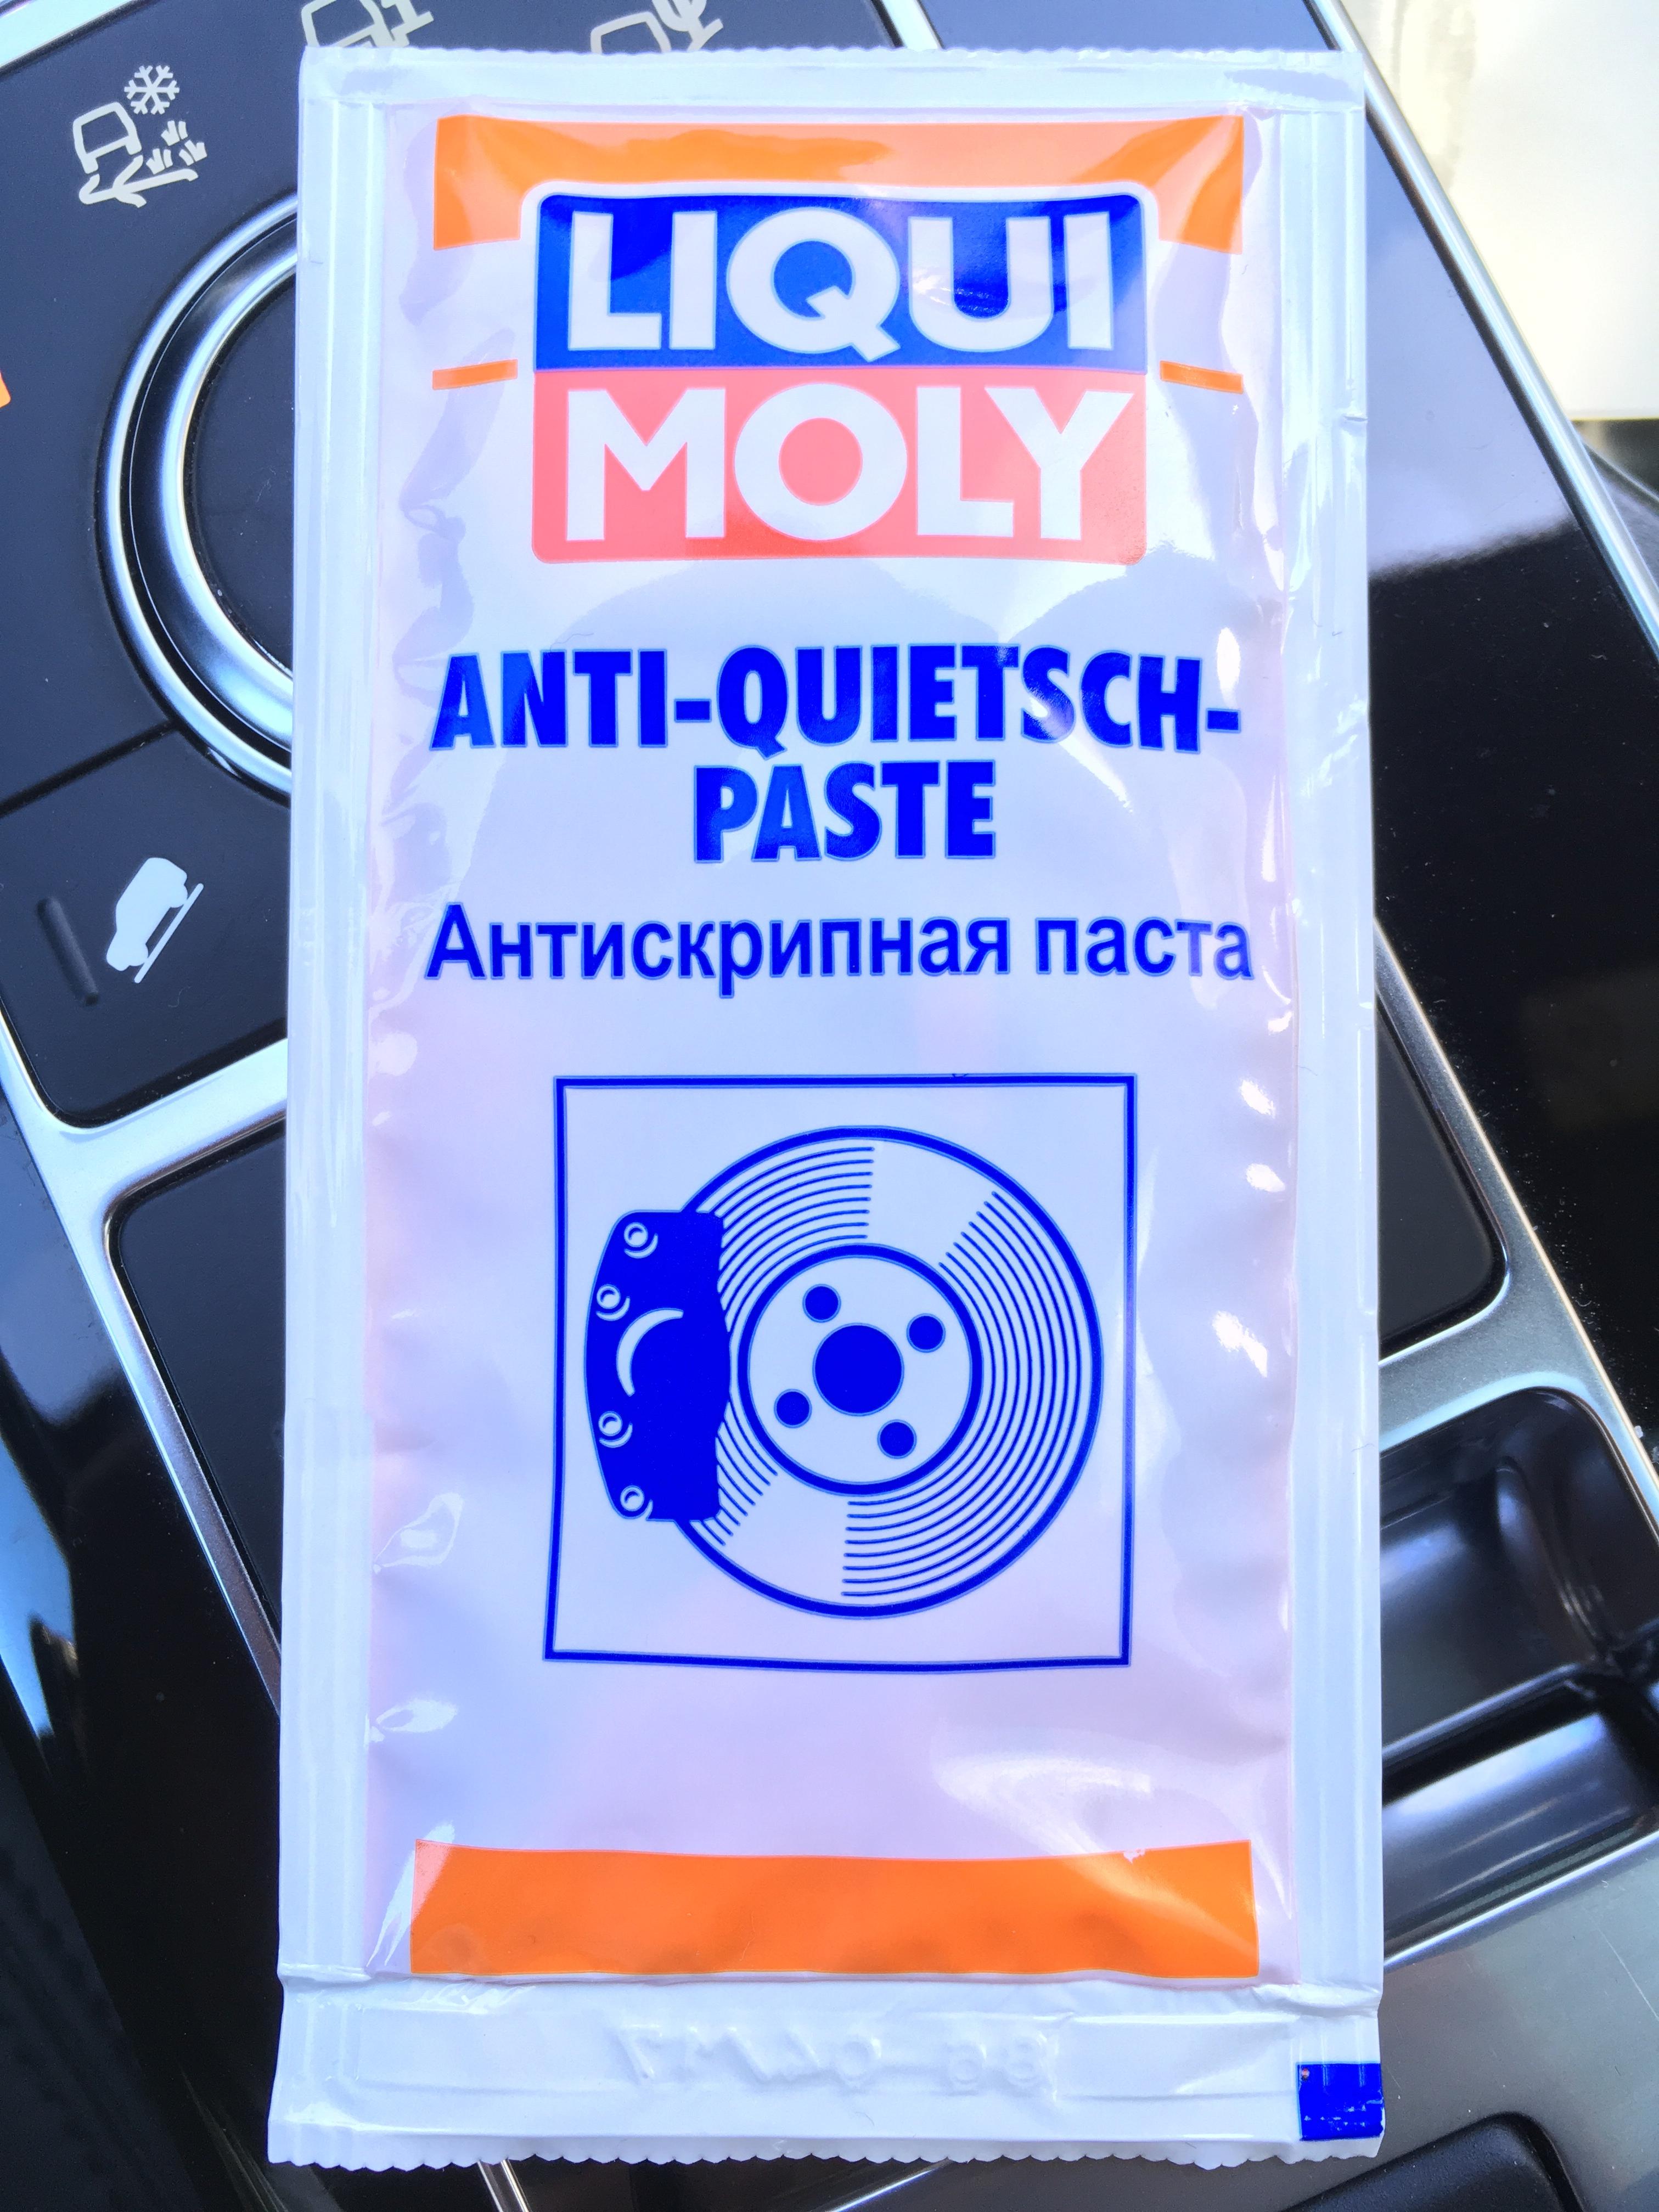 LIQUI
MOLY
ANTI-QUIETSCH-
PASTE
Антискрипная паста